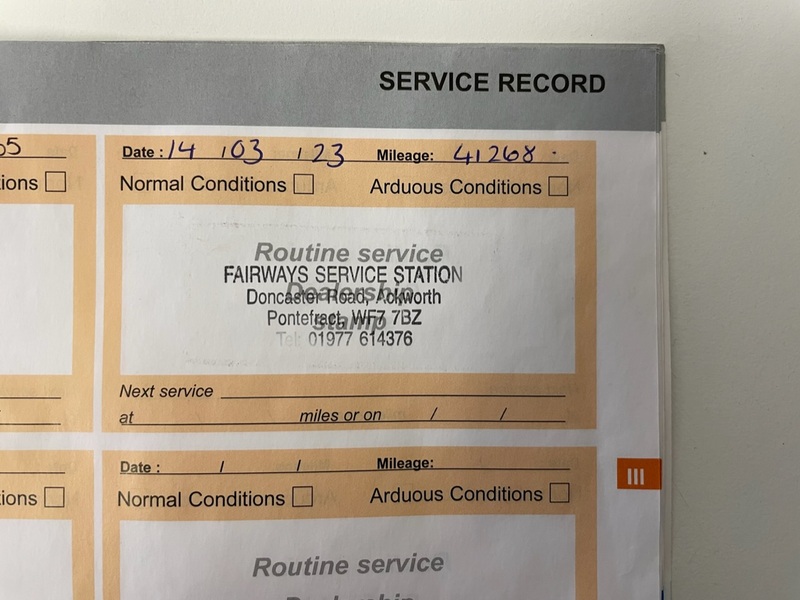 SERVICE RECORD
Date : 14 / 03 / 23 Mileage: 41268
Normal Conditions Arduous Conditions
Routine service
FAIRWAYS SERVICE STATION
Dealership
Doncaster Road, Ackworth
stamp
Pontefract, WF7 7BZ
Tel: 01977 614376
Next service
at miles or on / /
III
Date : / / Mileage:
Normal Conditions Arduous Conditions
Routine service
Dealership